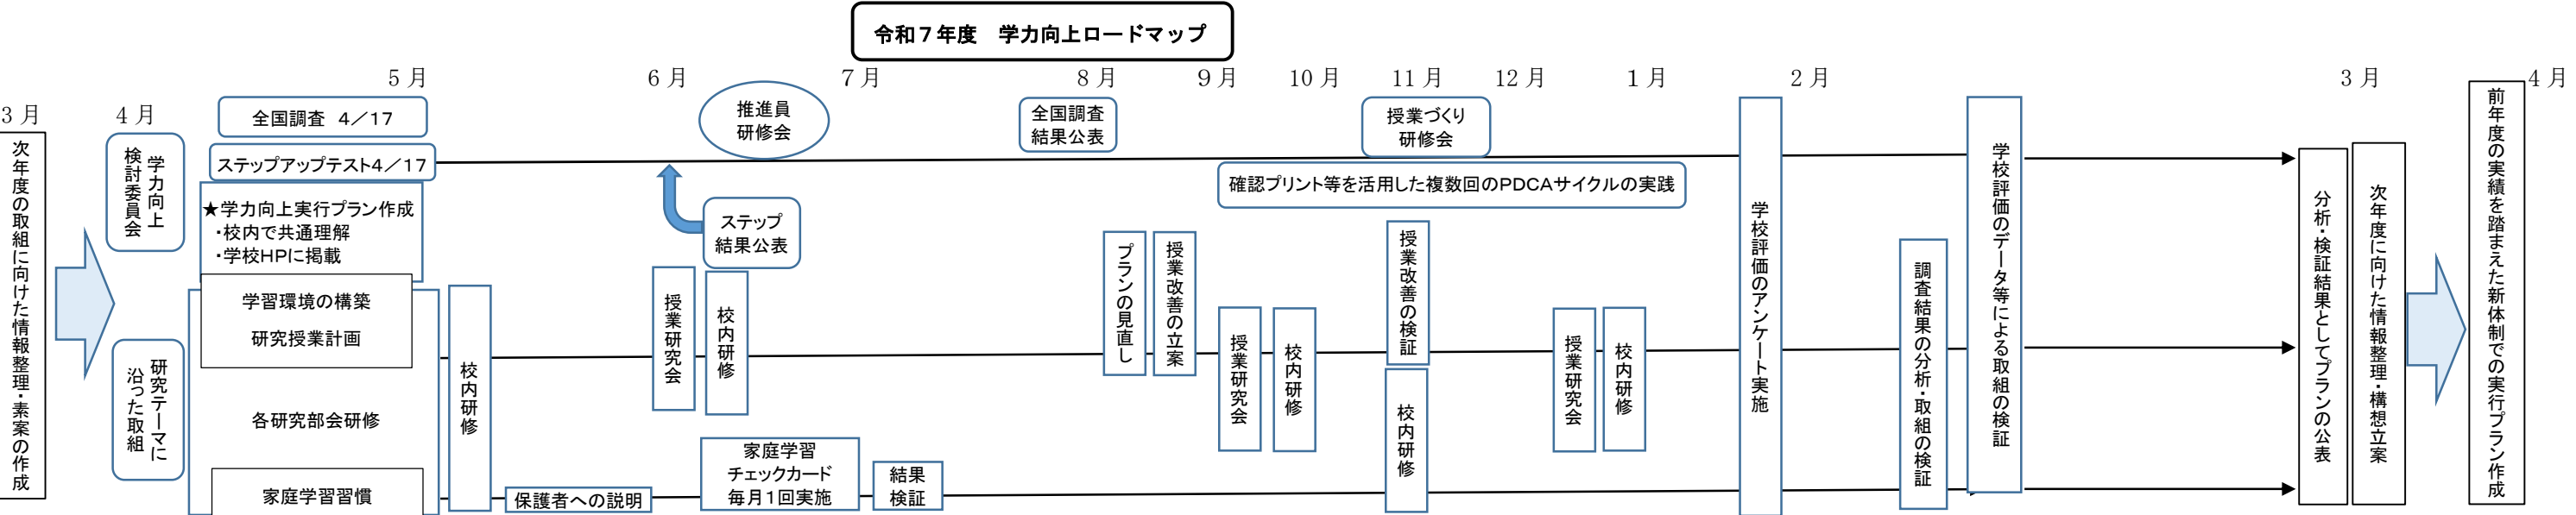 令和７年度　学力向上ロードマップ
3 月
4 月
5 月
6 月
7 月
8 月
9 月
10 月
11 月
12 月
1 月
2 月
3 月
4 月
次年度の取組に向けた情報整理・素案の作成
学力向上
検討委員会
研究テーマに
沿った取組
全国調査　4／17
ステップアップテスト4／17
★学力向上実行プラン作成
・校内で共通理解
・学校HPに掲載
学習環境の構築
研究授業計画
各研究部会研修
家庭学習習慣
校内研修
保護者への説明
推進員
研修会
ステップ
結果公表
授業研究会
校内研修
家庭学習
チェックカード
毎月１回実施
結果
検証
全国調査
結果公表
プランの見直し
授業改善の立案
授業研究会
校内研修
授業づくり
研修会
確認プリント等を活用した複数回のPDCAサイクルの実践
授業改善の検証
校内研修
授業研究会
校内研修
学校評価のアンケート実施
調査結果の分析・取組の検証
学校評価のデータ等による取組の検証
分析・検証結果としてプランの公表
次年度に向けた情報整理・構想立案
前年度の実績を踏まえた新体制での実行プラン作成